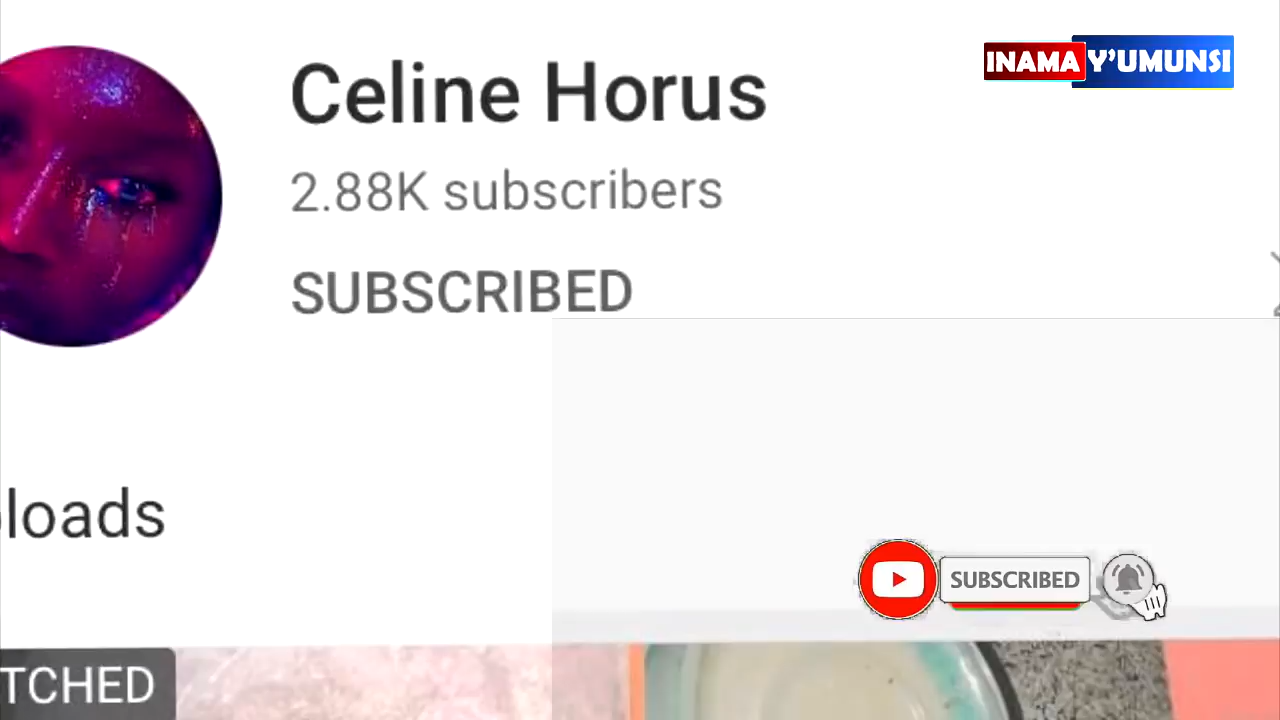 INAMA Y'UMUNSI
Celine Horus
2.88K subscribers
SUBSCRIBED
loads
SUBSCRIBED
TCHED